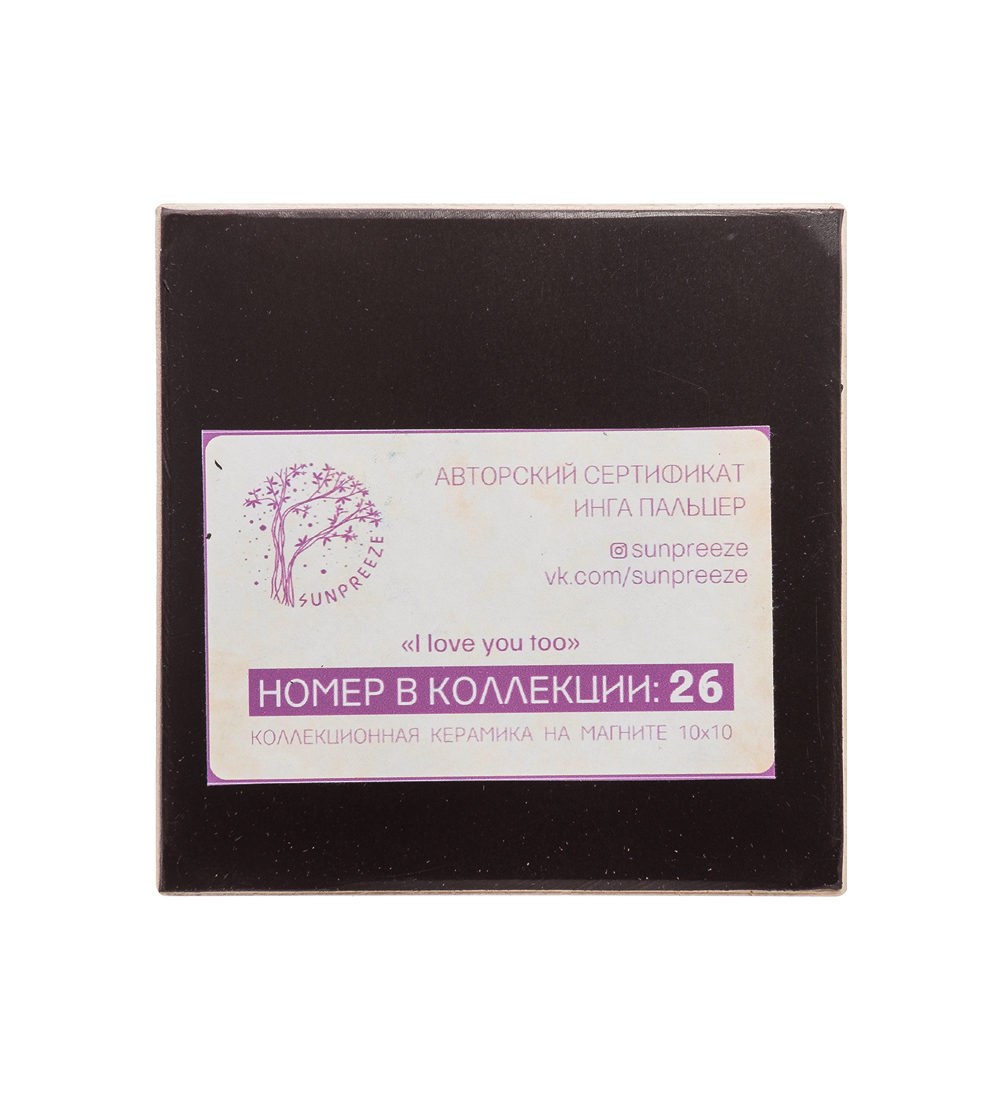 АВТОРСКИЙ СЕРТИФИКАТ
ИНГА ПАЛЬЦЕР
sunpreeze
vk.com/sunpreeze
SUNPREEZE
«I love you too»
НОМЕР В КОЛЛЕКЦИИ: 26
КОЛЛЕКЦИОННАЯ КЕРАМИКА НА МАГНИТЕ 10х10